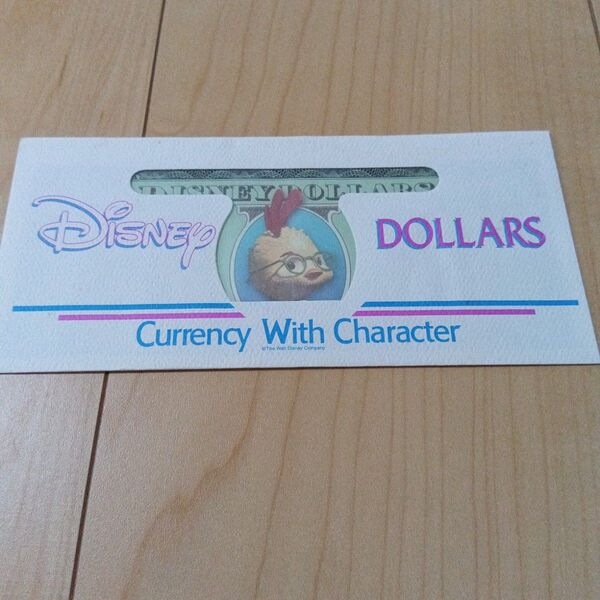 DISNEY DOLLARS
Disney DOLLARS
Currency With Character
©The Walt Disney Company